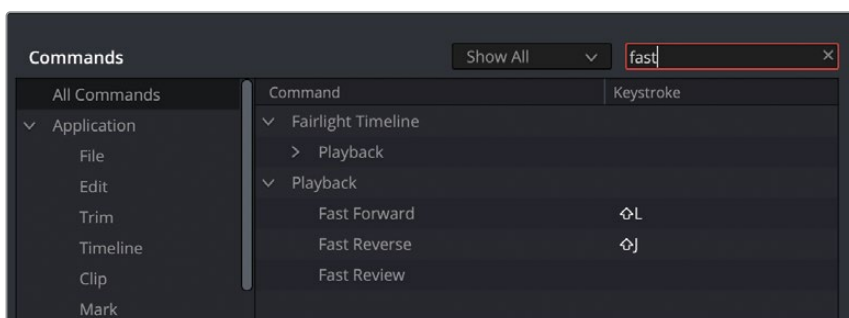 Commands
Show All
fast
All Commands
Application
File
Edit
Trim
Timeline
Clip
Mark
Command Keystroke
Fairlight Timeline
Playback
Playback
Fast Forward ⇧L
Fast Reverse ⇧J
Fast Review